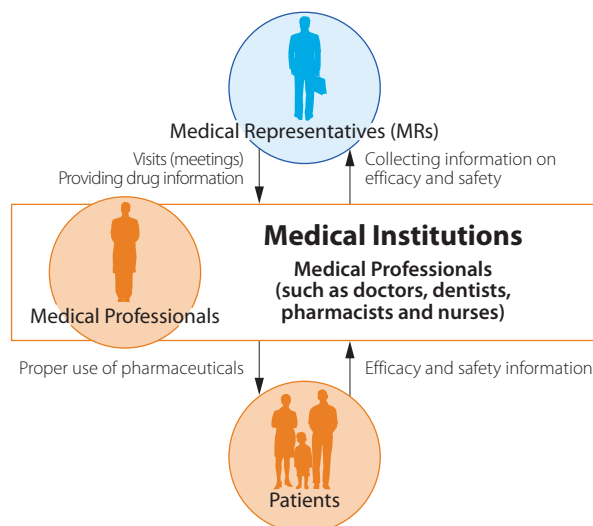 Medical Representatives (MRs)
Visits (meetings)
Providing drug information
Collecting information on
efficacy and safety
Medical Institutions
Medical Professionals
(such as doctors, dentists,
pharmacists and nurses)
Medical Professionals
Proper use of pharmaceuticals
Efficacy and safety information
Patients